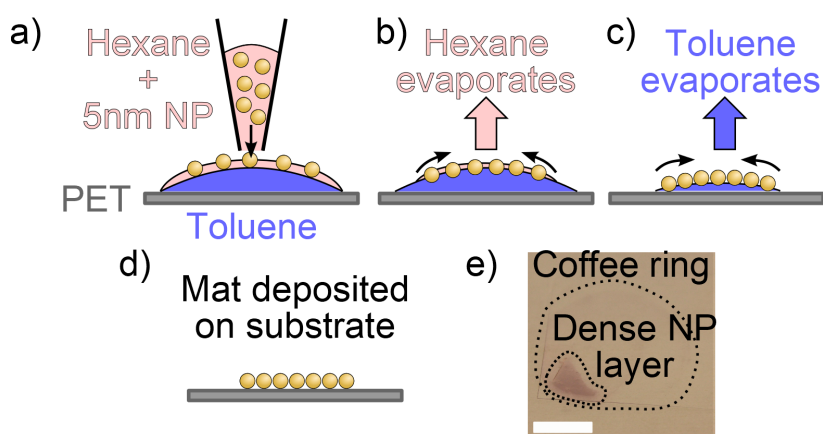 a)
Hexane
+
5nm NP
PET
Toluene
b)
Hexane
evaporates
c)
Toluene
evaporates
d)
Mat deposited
on substrate
e)
Coffee ring
Dense NP
layer